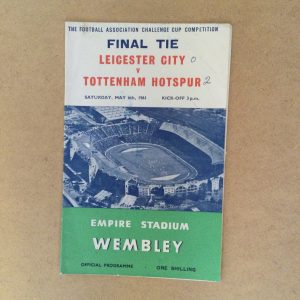 THE FOOTBALL ASSOCIATION CHALLENGE CUP COMPETITION
FINAL TIE
LEICESTER CITY 0
v
TOTTENHAM HOTSPUR 2
SATURDAY, MAY 6th, 1961 KICK-OFF 3 p.m.
EMPIRE STADIUM
WEMBLEY
OFFICIAL PROGRAMME · ONE SHILLING